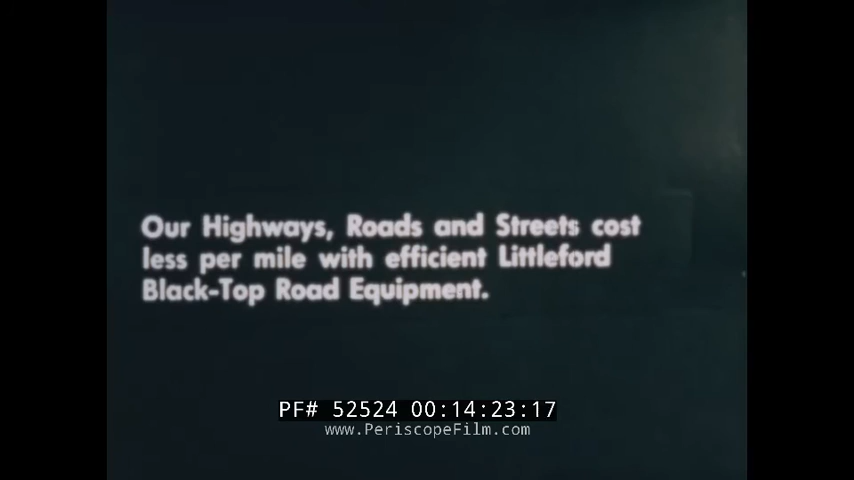 Our Highways, Roads and Streets cost
less per mile with efficient Littleford
Black-Top Road Equipment.
PF# 52524 00:14:23:17
www.PeriscopeFilm.com